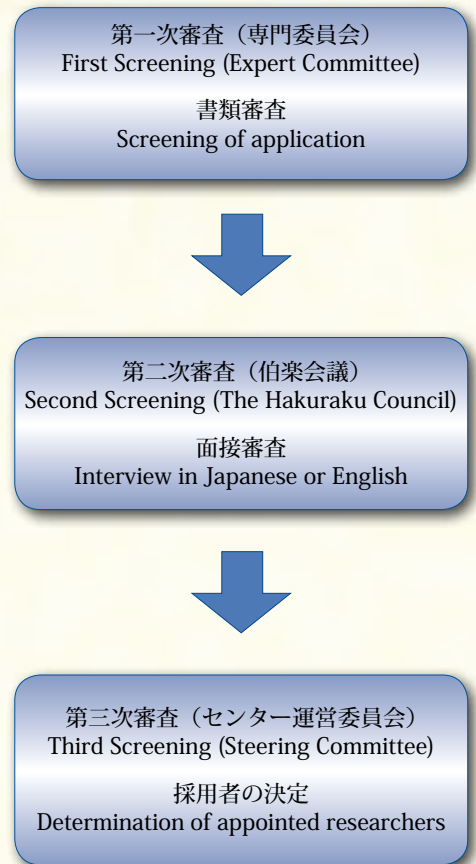 第一次審査（専門委員会）
First Screening (Expert Committee)
書類審査
Screening of application
第二次審査（伯楽会議）
Second Screening (The Hakuraku Council)
面接審査
Interview in Japanese or English
第三次審査（センター運営委員会）
Third Screening (Steering Committee)
採用者の決定
Determination of appointed researchers